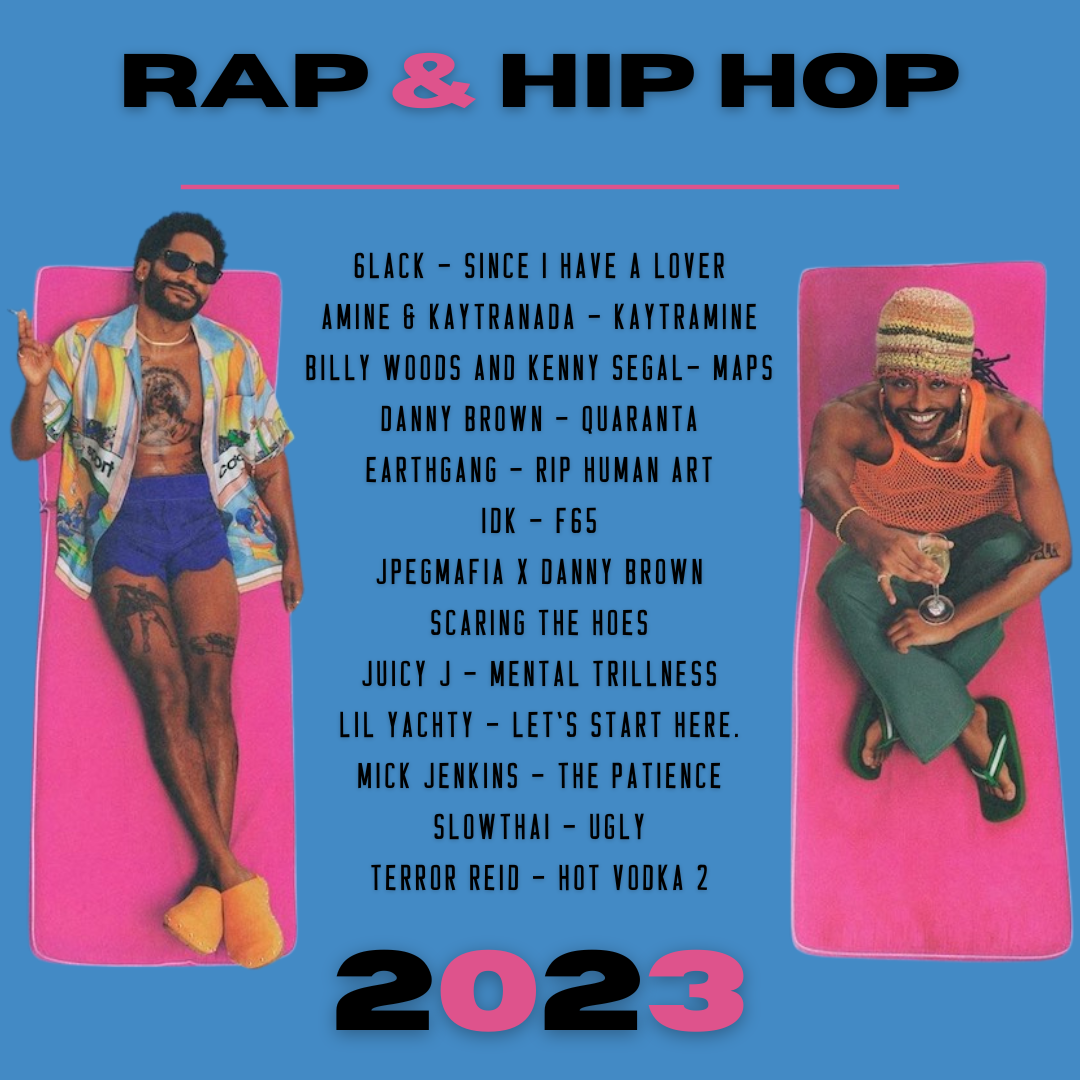 RAP & HIP HOP
6LACK - SINCE I HAVE A LOVER
AMINE & KAYTRANADA - KAYTRAMINE
BILLY WOODS AND KENNY SEGAL- MAPS
DANNY BROWN - QUARANTA
EARTHGANG - RIP HUMAN ART
IDK - F65
JPEGMAFIA X DANNY BROWN
SCARING THE HOES
JUICY J - MENTAL TRILLNESS
LIL YACHTY - LET'S START HERE.
MICK JENKINS - THE PATIENCE
SLOWTHAI - UGLY
TERROR REID - HOT VODKA 2
2023